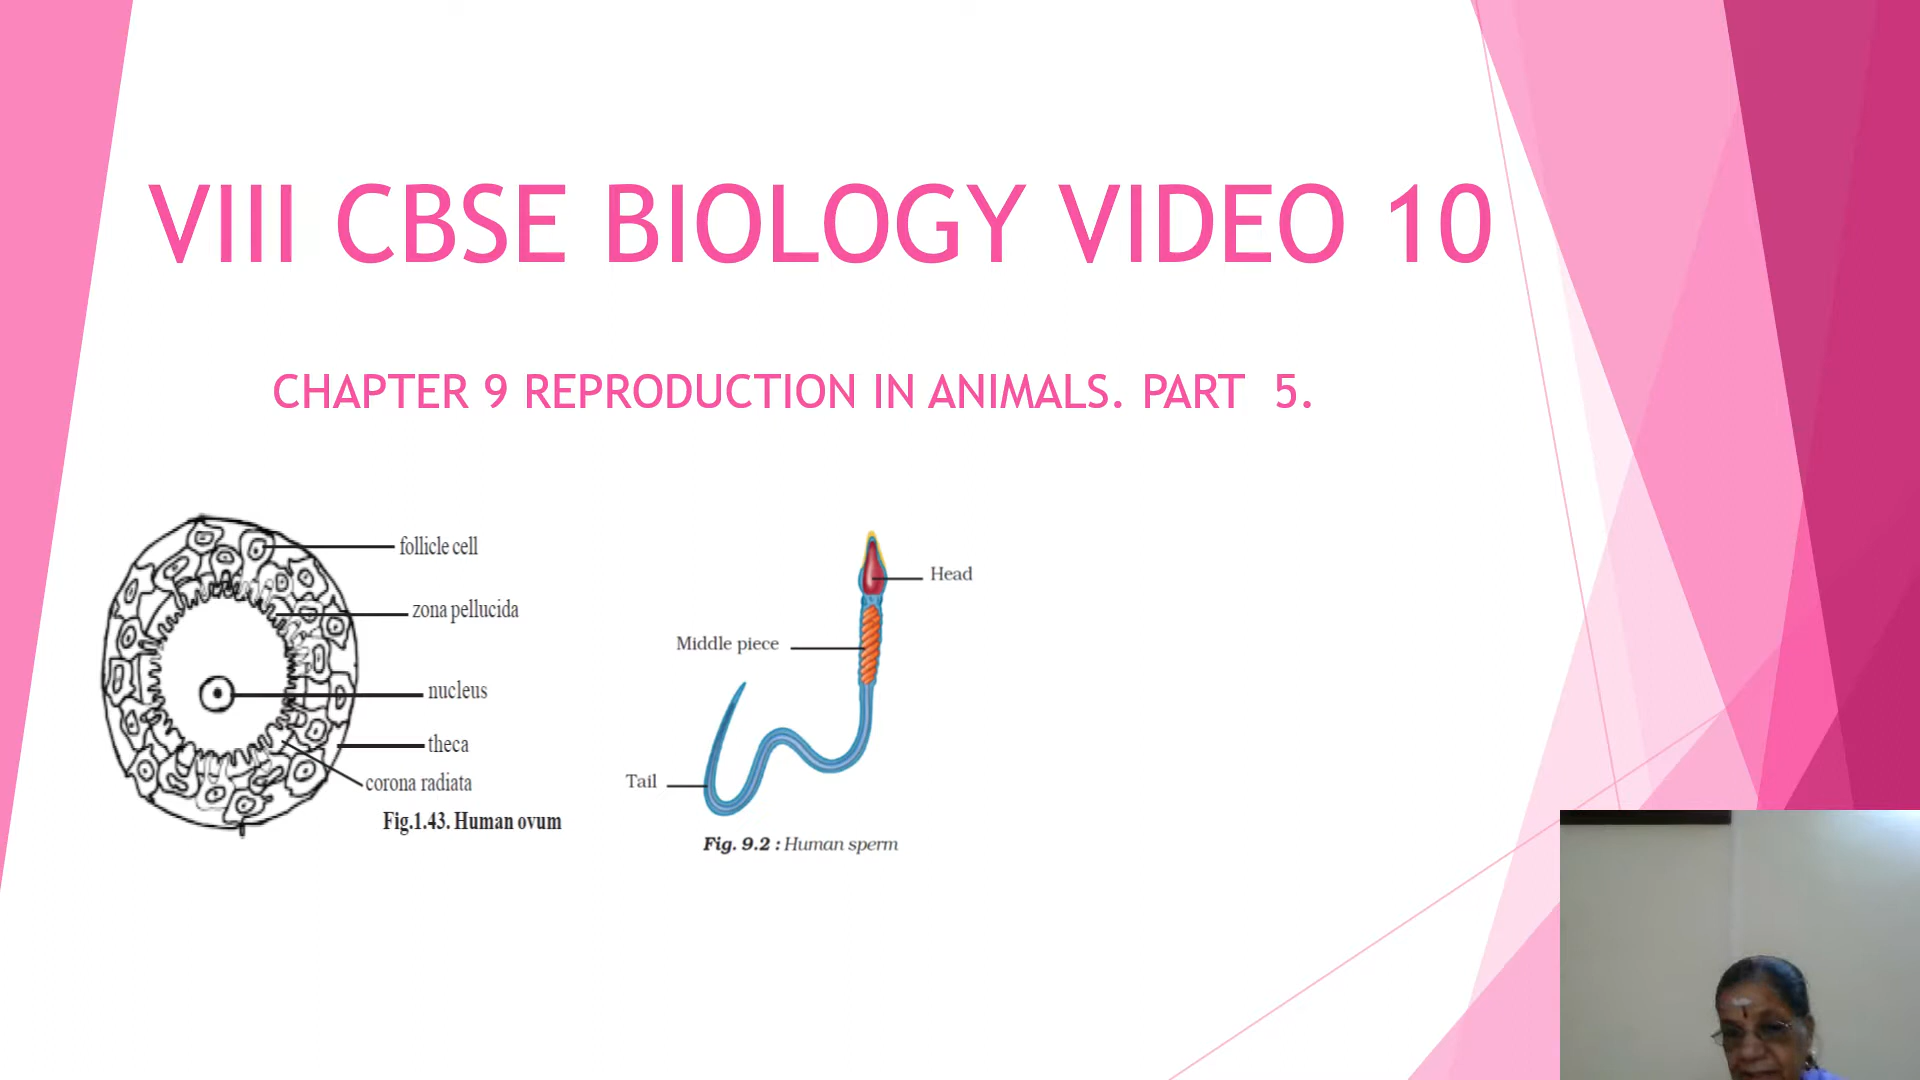 VIII CBSE BIOLOGY VIDEO 10
CHAPTER 9 REPRODUCTION IN ANIMALS. PART 5.
follicle cell
zona pellucida
nucleus
theca
corona radiata
Fig.1.43. Human ovum
Head
Middle piece
Tail
Fig. 9.2 : Human sperm